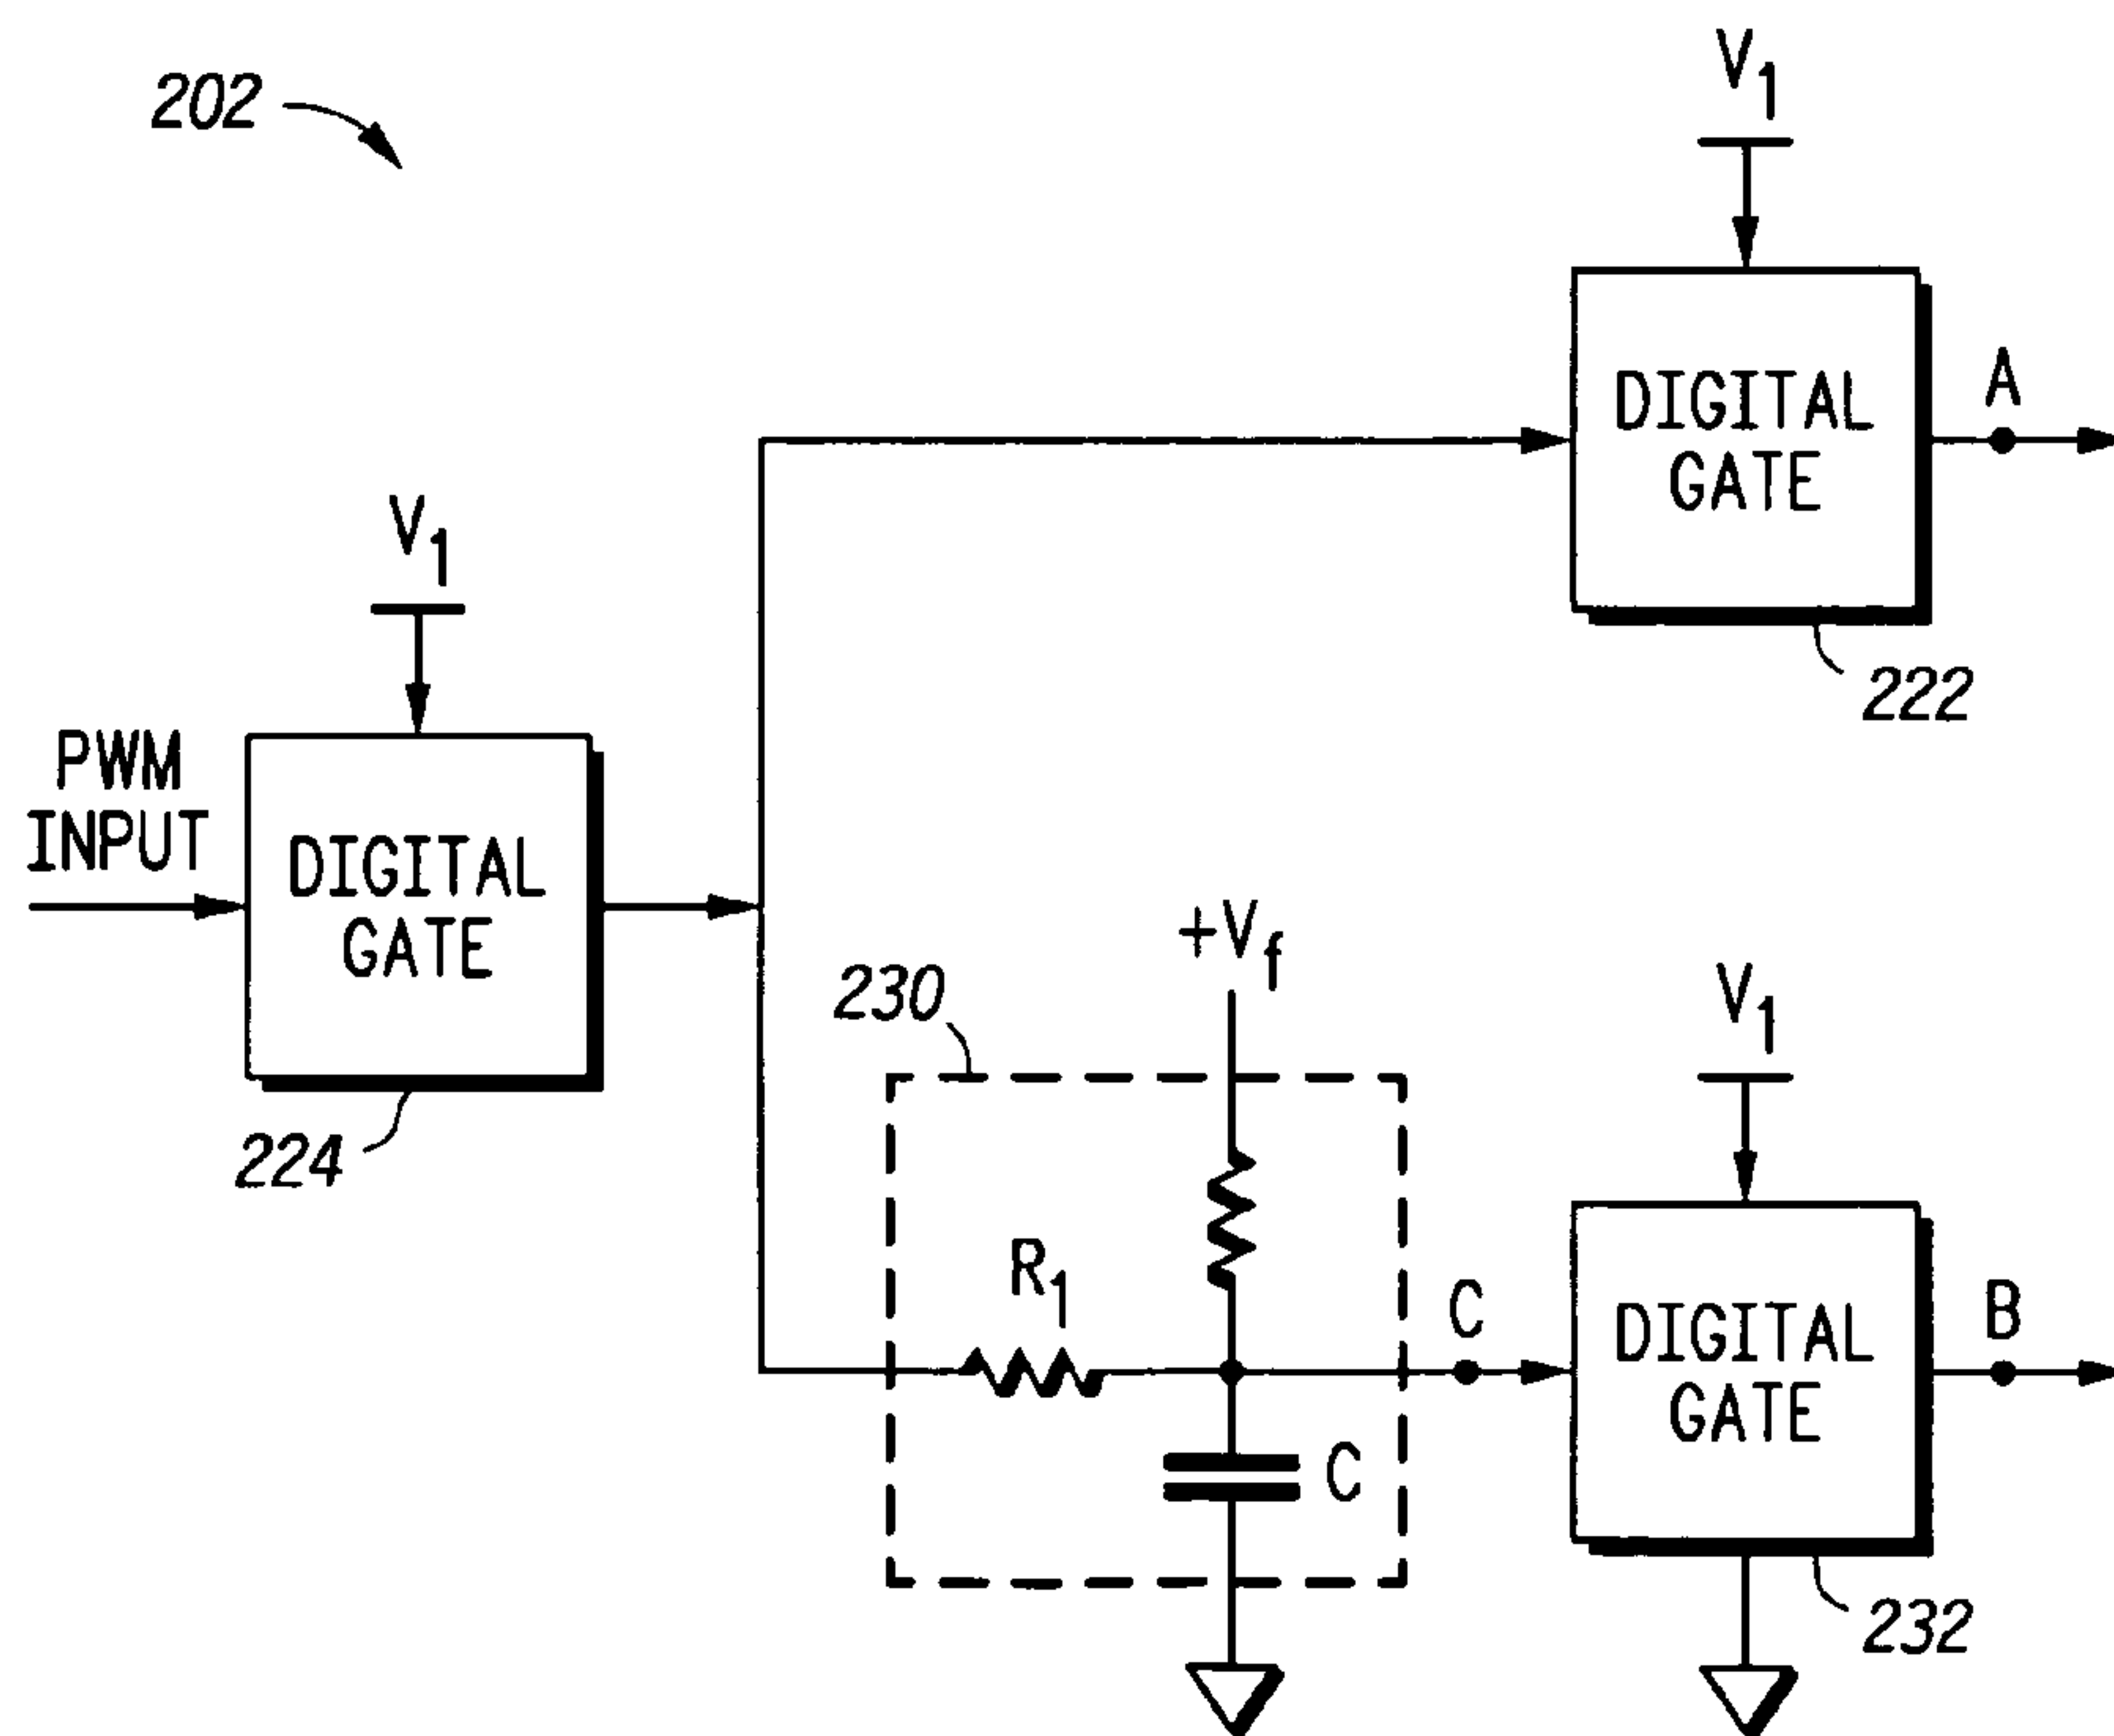 202
V1
DIGITAL
GATE
A
222
V1
PWM
INPUT
DIGITAL
GATE
224
+Vf
230
R1
C
C
V1
DIGITAL
GATE
B
232